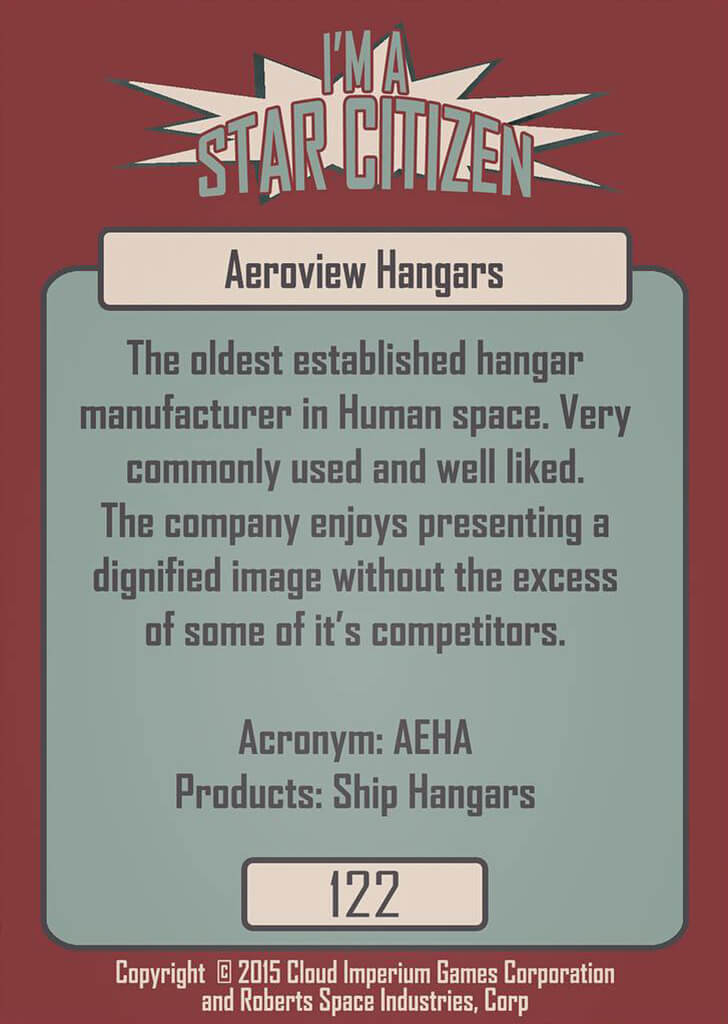 I'M A
STAR CITIZEN
Aeroview Hangars
The oldest established hangar
manufacturer in Human space. Very
commonly used and well liked.
The company enjoys presenting a
dignified image without the excess
of some of it's competitors.
Acronym: AEHA
Products: Ship Hangars
122
Copyright © 2015 Cloud Imperium Games Corporation
and Roberts Space Industries, Corp